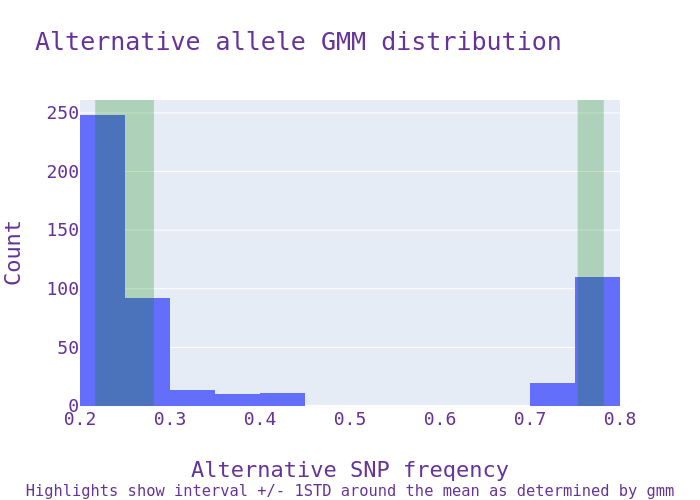 Alternative allele GMM distribution
250
200
150
100
50
0
Count
0.2 0.3 0.4 0.5 0.6 0.7 0.8
Alternative SNP freqency
Highlights show interval +/- 1STD around the mean as determined by gmm